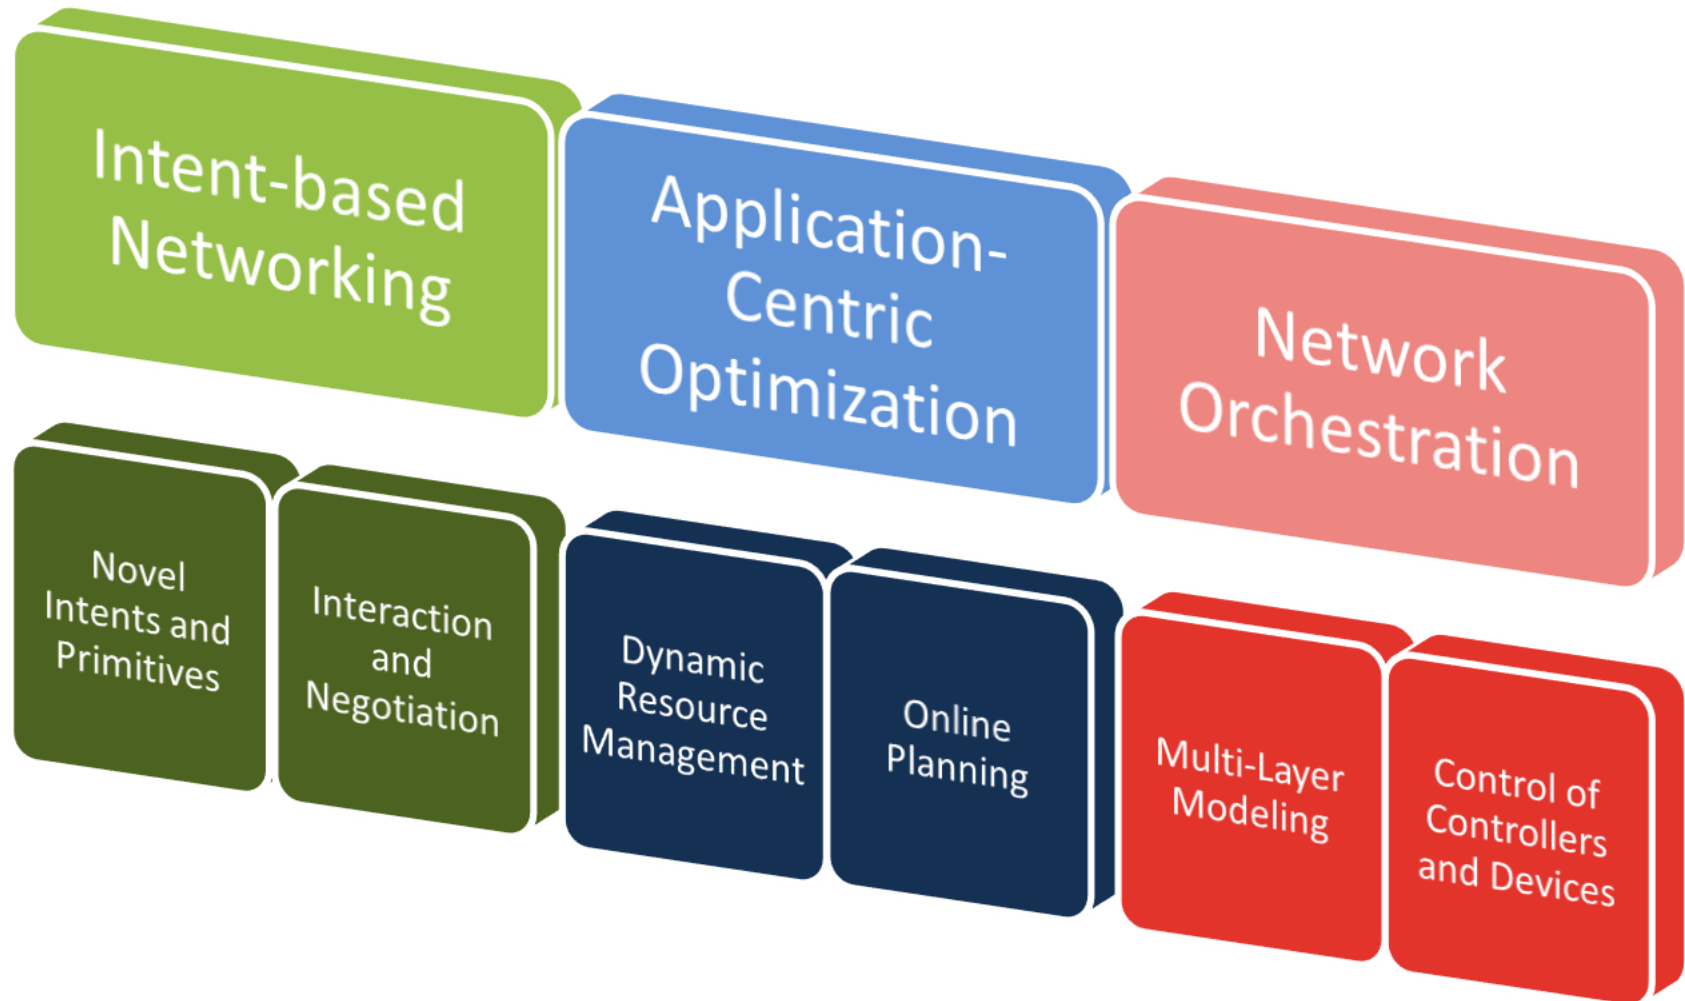 Intent-based
Networking
Application-
Centric
Optimization
Network
Orchestration
Novel
Intents and
Primitives
Interaction
and
Negotiation
Dynamic
Resource
Management
Online
Planning
Multi-Layer
Modeling
Control of
Controllers
and Devices